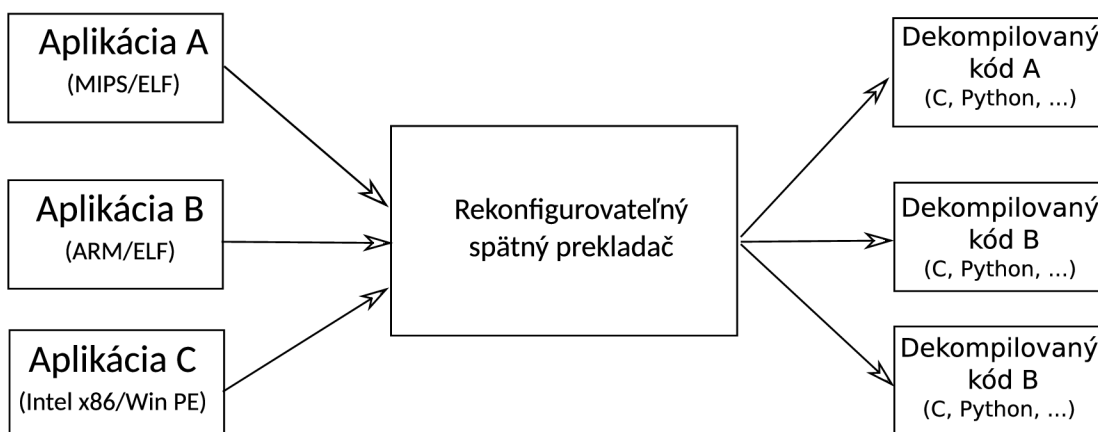 Aplikácia A
(MIPS/ELF)
Aplikácia B
(ARM/ELF)
Aplikácia C
(Intel x86/Win PE)
Rekonfigurovateľný
spätný prekladač
Dekompilovaný
kód A
(C, Python, ...)
Dekompilovaný
kód B
(C, Python, ...)
Dekompilovaný
kód B
(C, Python, ...)